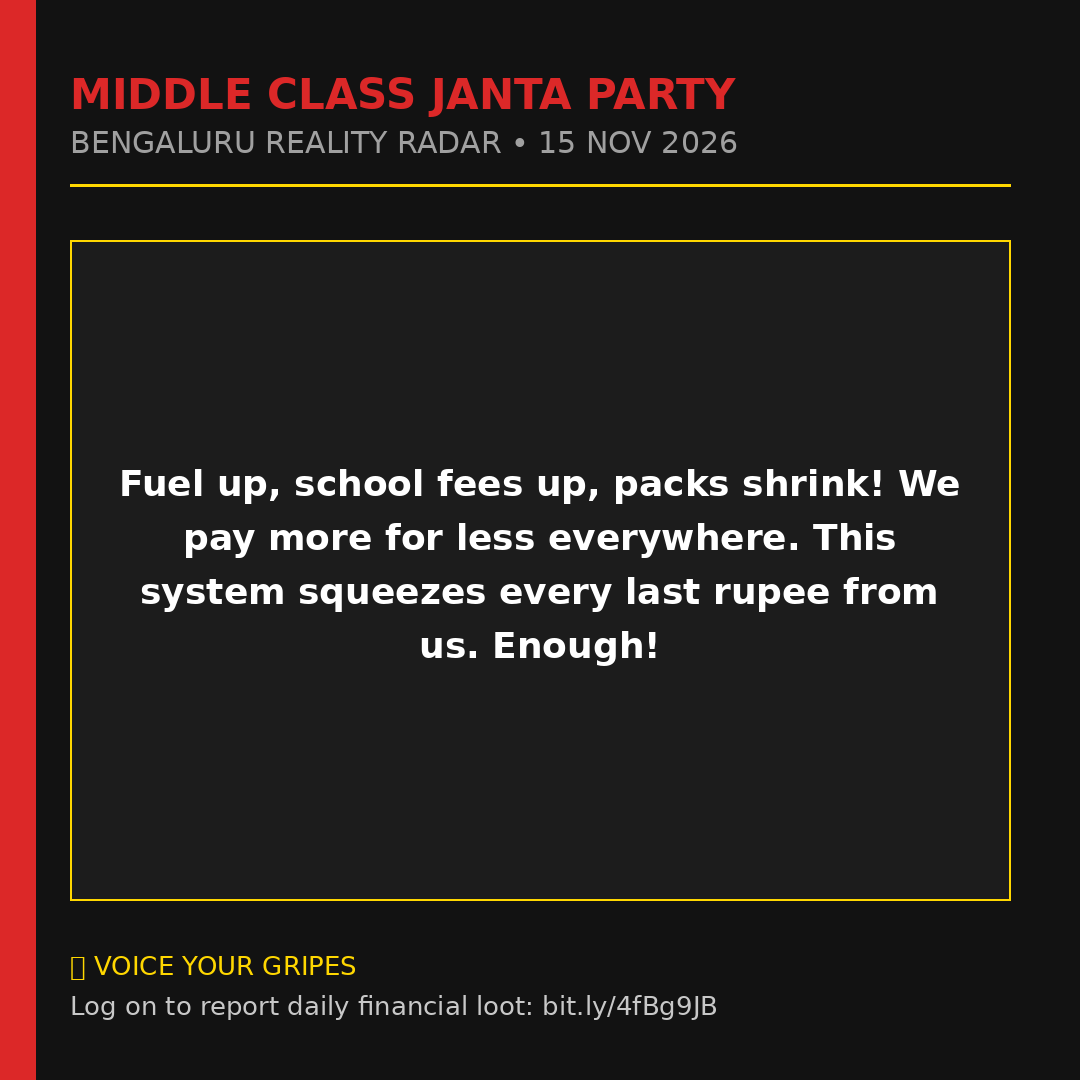 MIDDLE CLASS JANTA PARTY
BENGALURU REALITY RADAR • 15 NOV 2026
Fuel up, school fees up, packs shrink! We
pay more for less everywhere. This
system squeezes every last rupee from
us. Enough!
VOICE YOUR GRIPES
Log on to report daily financial loot: bit.ly/4fBg9JB